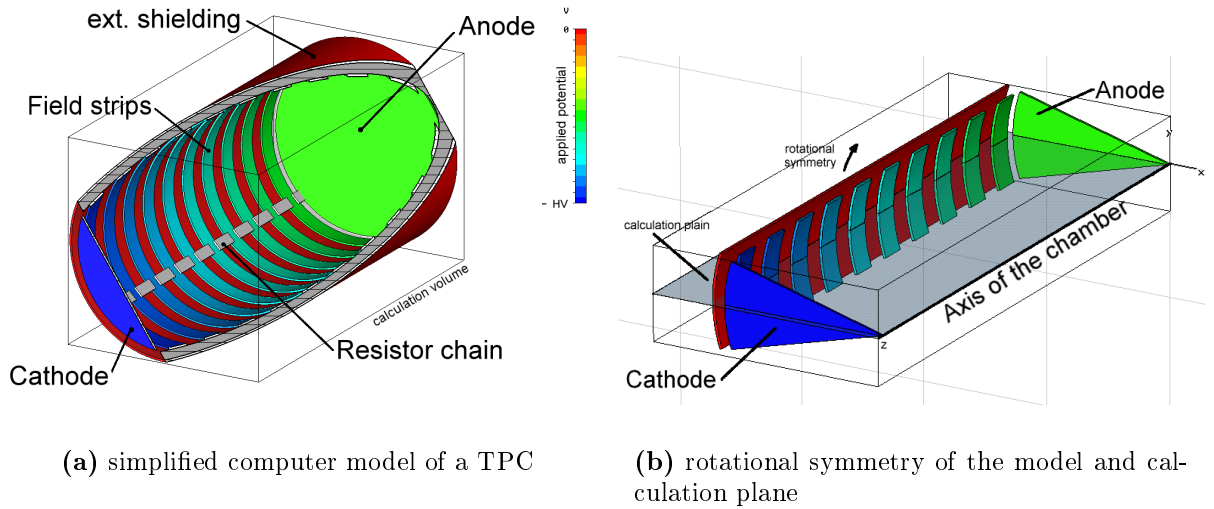 ext. shielding
Anode
Field strips
Resistor chain
calculation volume
Cathode
V
0
applied potential
- HV
Anode
rotational
symmetry
calculation plain
Axis of the chamber
Cathode
x
y
z
(a) simplified computer model of a TPC
(b) rotational symmetry of the model and cal-
culation plane